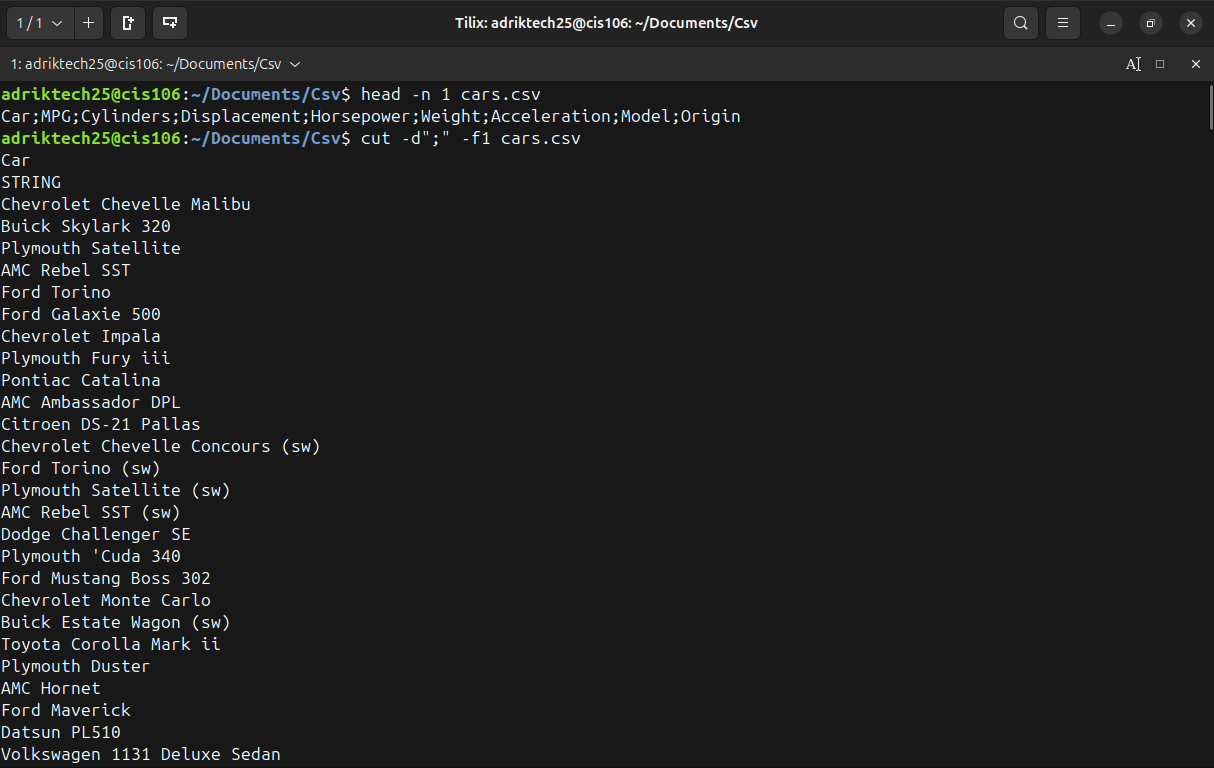 1 / 1
Tilix: adriktech25@cis106: ~/Documents/Csv
1: adriktech25@cis106: ~/Documents/Csv
adriktech25@cis106:~/Documents/Csv$ head -n 1 cars.csv
Car;MPG;Cylinders;Displacement;Horsepower;Weight;Acceleration;Model;Origin
adriktech25@cis106:~/Documents/Csv$ cut -d";" -f1 cars.csv
Car
STRING
Chevrolet Chevelle Malibu
Buick Skylark 320
Plymouth Satellite
AMC Rebel SST
Ford Torino
Ford Galaxie 500
Chevrolet Impala
Plymouth Fury iii
Pontiac Catalina
AMC Ambassador DPL
Citroen DS-21 Pallas
Chevrolet Chevelle Concours (sw)
Ford Torino (sw)
Plymouth Satellite (sw)
AMC Rebel SST (sw)
Dodge Challenger SE
Plymouth 'Cuda 340
Ford Mustang Boss 302
Chevrolet Monte Carlo
Buick Estate Wagon (sw)
Toyota Corolla Mark ii
Plymouth Duster
AMC Hornet
Ford Maverick
Datsun PL510
Volkswagen 1131 Deluxe Sedan